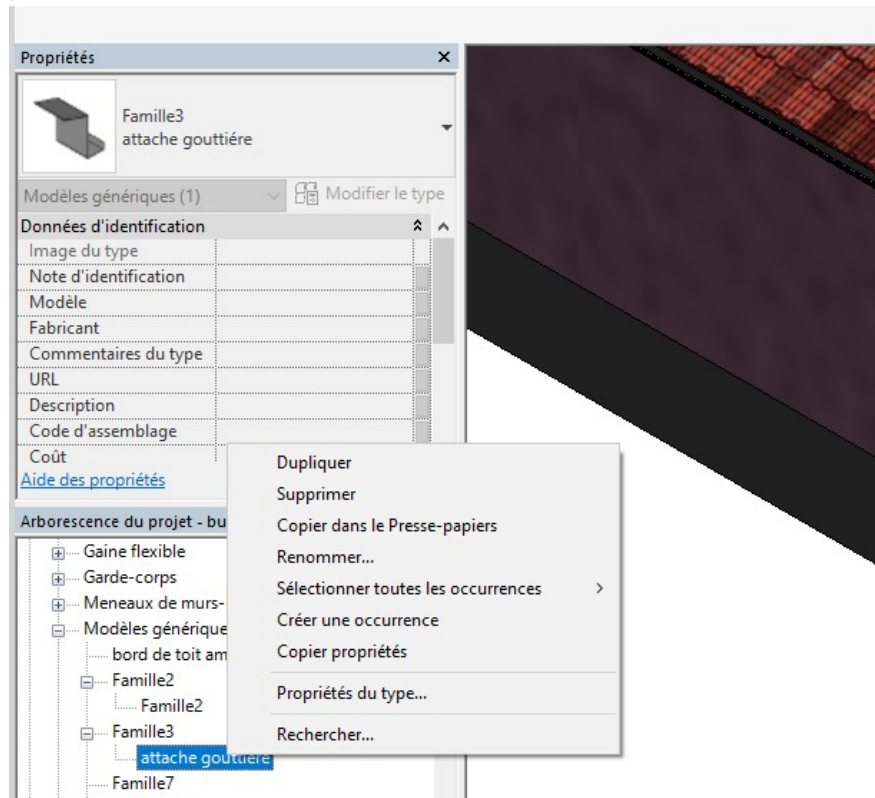 Propriétés
Famille3
attache gouttiére
Modèles génériques (1)
Modifier le type
Données d'identification
Image du type
Note d'identification
Modèle
Fabricant
Commentaires du type
URL
Description
Code d'assemblage
Coût
Aide des propriétés
Arborescence du projet - bu
Gaine flexible
Garde-corps
Meneaux de murs-
Modèles générique
bord de toit am
Famille2
Famille2
Famille3
attache gouttiére
Famille7
Dupliquer
Supprimer
Copier dans le Presse-papiers
Renommer...
Sélectionner toutes les occurrences
Créer une occurrence
Copier propriétés
Propriétés du type...
Rechercher...